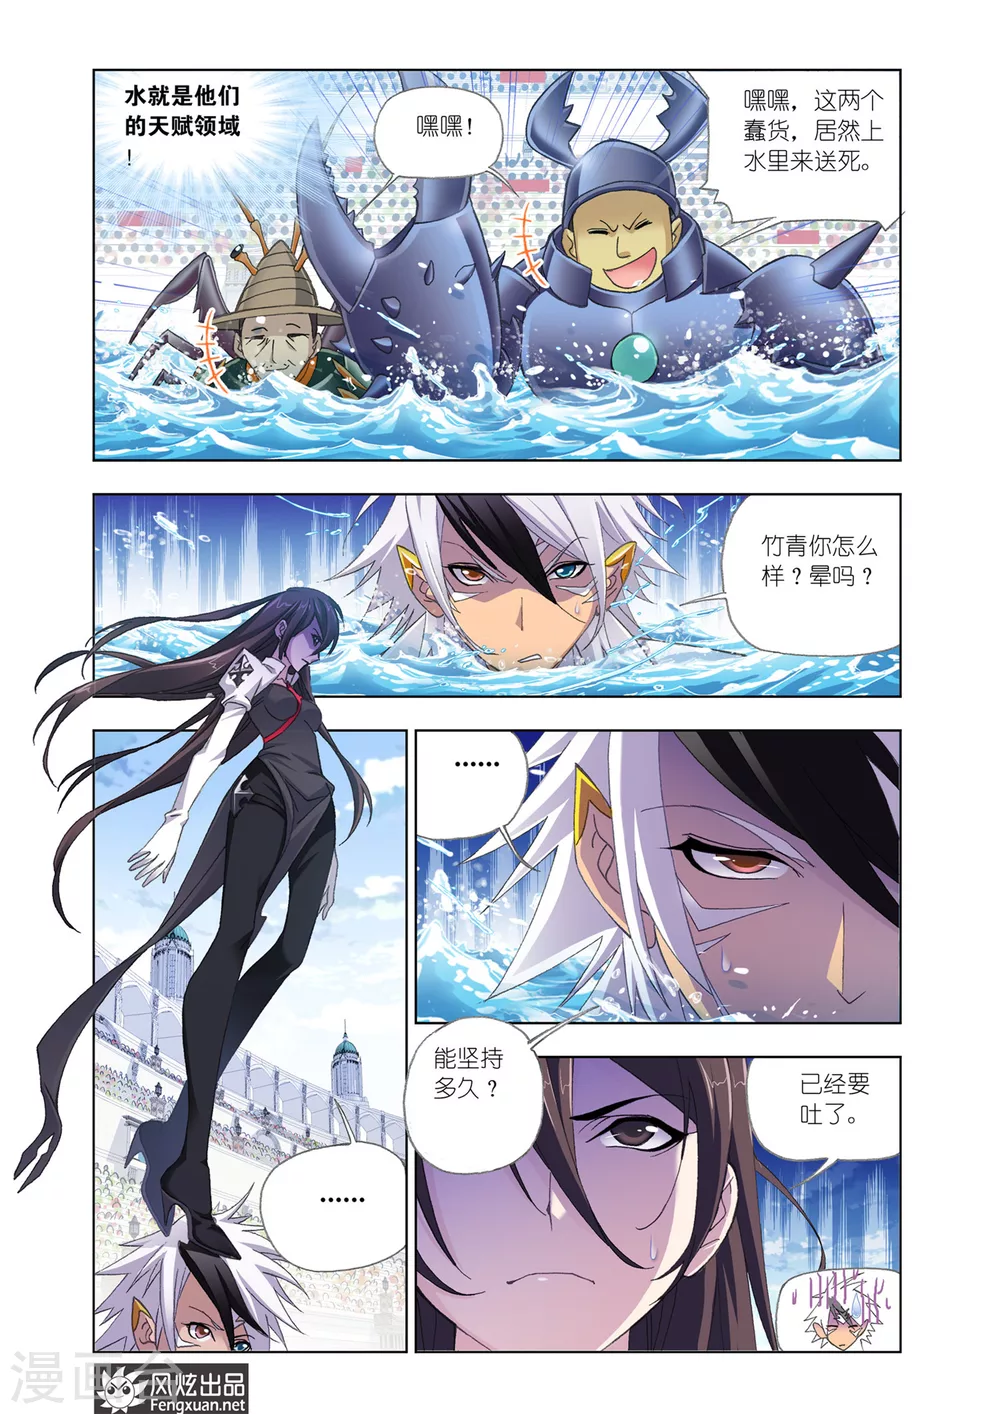 水就是他们
的天赋领域
!
嘿嘿!
嘿嘿，这两个
蠢货，居然上
水里来送死。
竹青你怎么
样？晕吗？
……
……
能坚持
多久？
已经要
吐了。
漫画台
风炫出品
Fengxuan.net